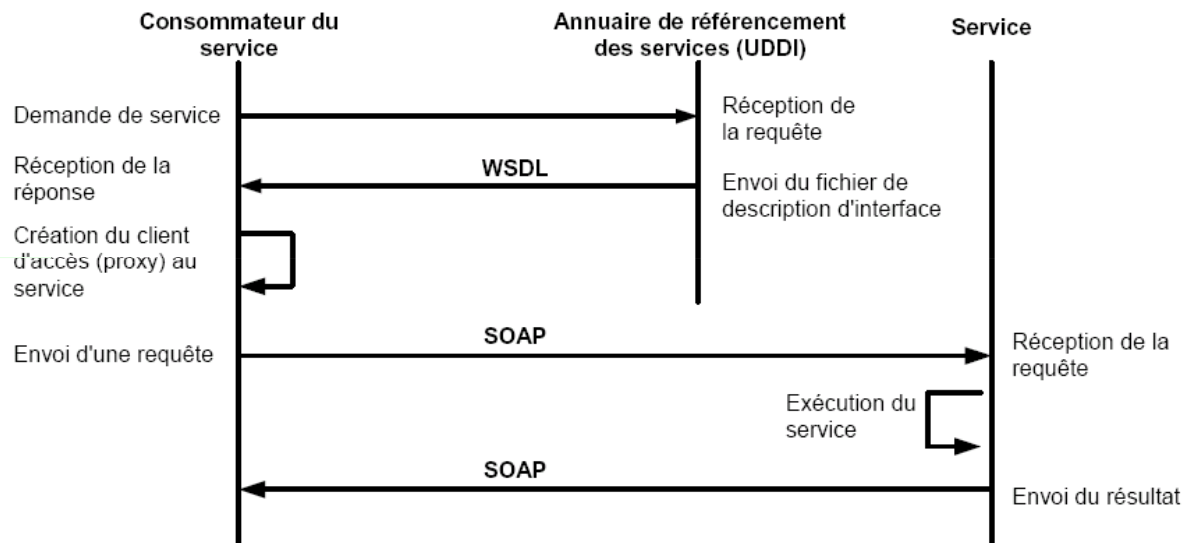 Consommateur du
service
Annuaire de référencement
des services (UDDI)
Service
Demande de service
Réception de
la requête
Réception de la
réponse
WSDL
Envoi du fichier de
description d'interface
Création du client
d'accès (proxy) au
service
Envoi d'une requête
SOAP
Réception de la
requête
Exécution du
service
SOAP
Envoi du résultat